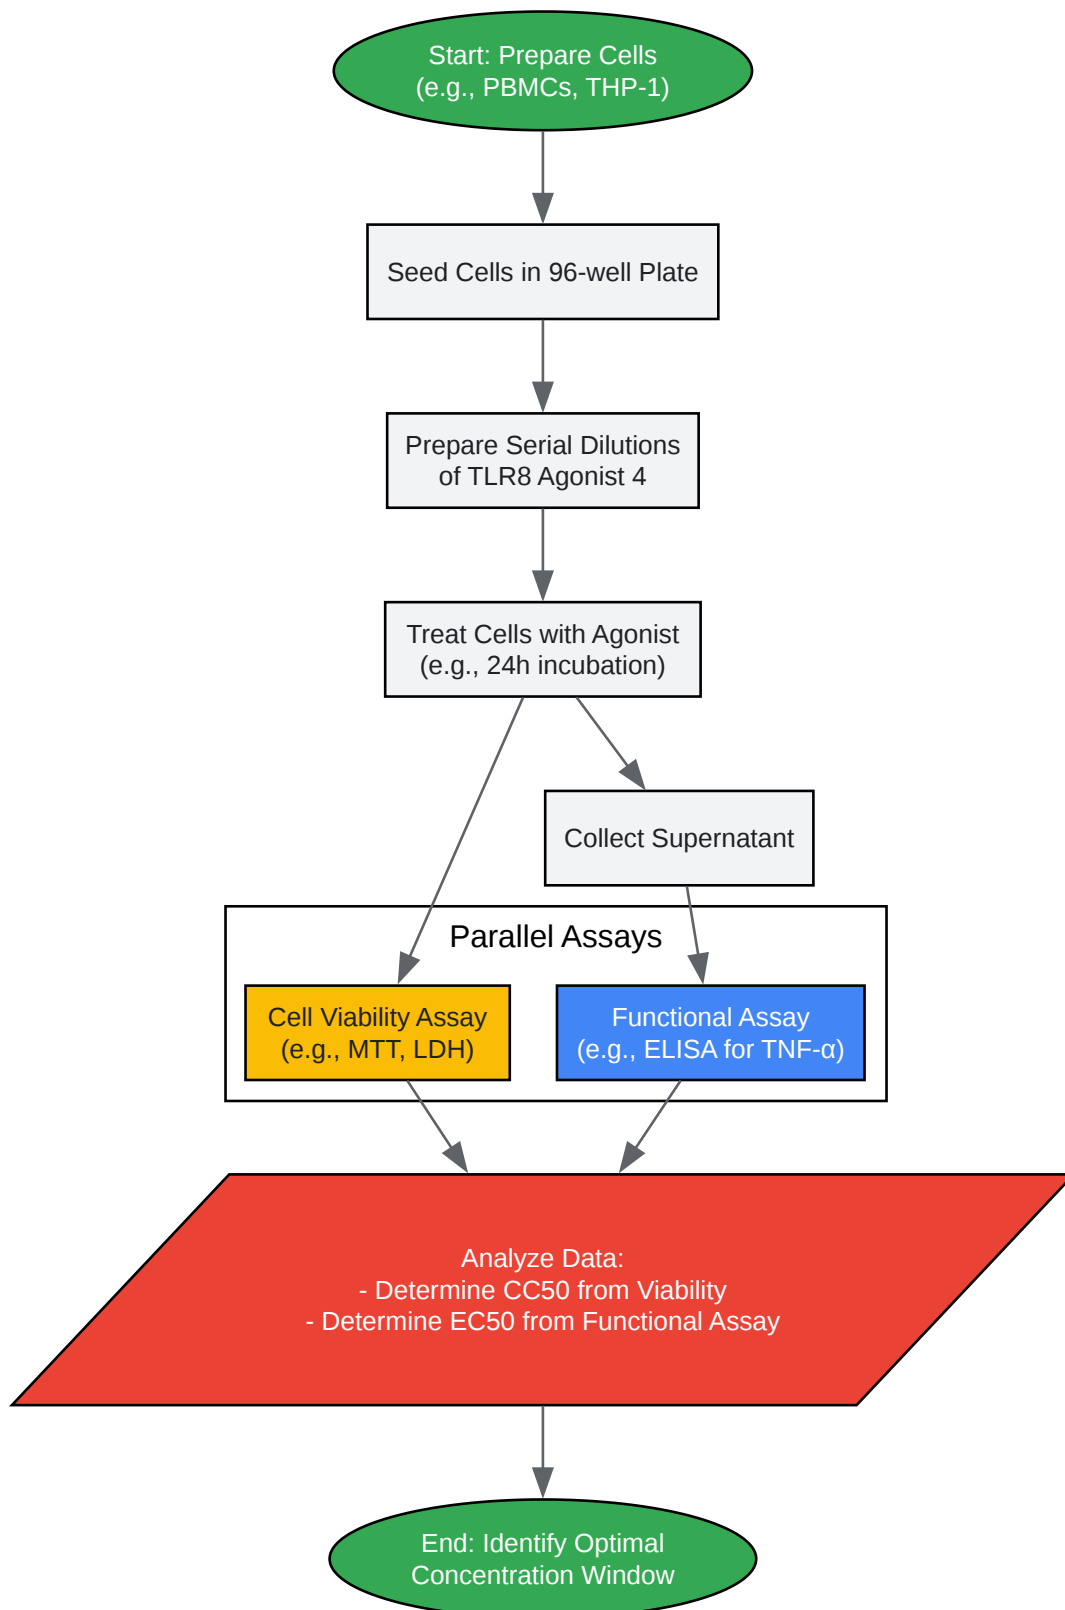 Start: Prepare Cells
(e.g., PBMCs, THP-1)
Seed Cells in 96-well Plate
Prepare Serial Dilutions
of TLR8 Agonist 4
Treat Cells with Agonist
(e.g., 24h incubation)
Collect Supernatant
Parallel Assays
Cell Viability Assay
(e.g., MTT, LDH)
Functional Assay
(e.g., ELISA for TNF-α)
Analyze Data:
- Determine CC50 from Viability
- Determine EC50 from Functional Assay
End: Identify Optimal
Concentration Window